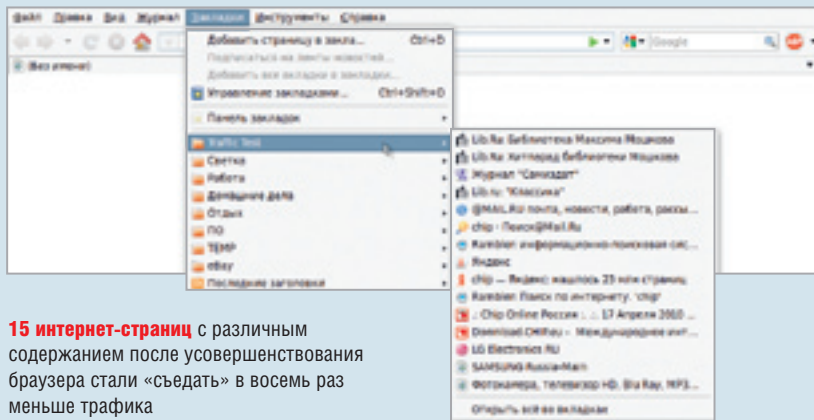 Файл Правка Вид Журнал Закладки Инструменты Справка
Google
(Без имени)
Добавить страницу в закла... Ctrl+D
Подписаться на ленты новостей...
Добавить все вкладки в закладки...
Управление закладками... Ctrl+Shift+O
Панель закладок
Traffic Test
Светка
Работа
Домашние дела
Отдых
ПО
TEMP
eBay
Последние заголовки
Lib.Ru: Библиотека Максима Мошкова
Lib.Ru: Хитпарад библиотеки Мошкова
Журнал "Самиздат"
Lib.ru: "Классика"
@MAIL.RU почта, новости, работа, расск...
chip - Поиск@Mail.Ru
Rambler информационно-поисковая сис...
Яндекс
chip — Яндекс: нашлось 23 млн страниц
Rambler: Поиск по интернету. 'chip'
.: Chip Online Россия : .: 17 Апреля 2010 ...
Download.CHIP.eu - Международное инт...
LG Electronics RU
SAMSUNG Russia-Main
Фотокамера, телевизор HD, Blu Ray, MP3...
Открыть всё во вкладках
15 интернет-страниц с различным
содержанием после усовершенствования
браузера стали «съедать» в восемь раз
меньше трафика